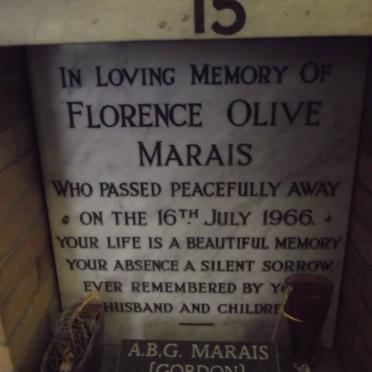 15
IN LOVING MEMORY OF
FLORENCE OLIVE
MARAIS
WHO PASSED PEACEFULLY AWAY
ON THE 16TH JULY 1966.
YOUR LIFE IS A BEAUTIFUL MEMORY
YOUR ABSENCE A SILENT SORROW.
EVER REMEMBERED BY
HUSBAND AND
A.B.G. MARAIS
(GORDON)